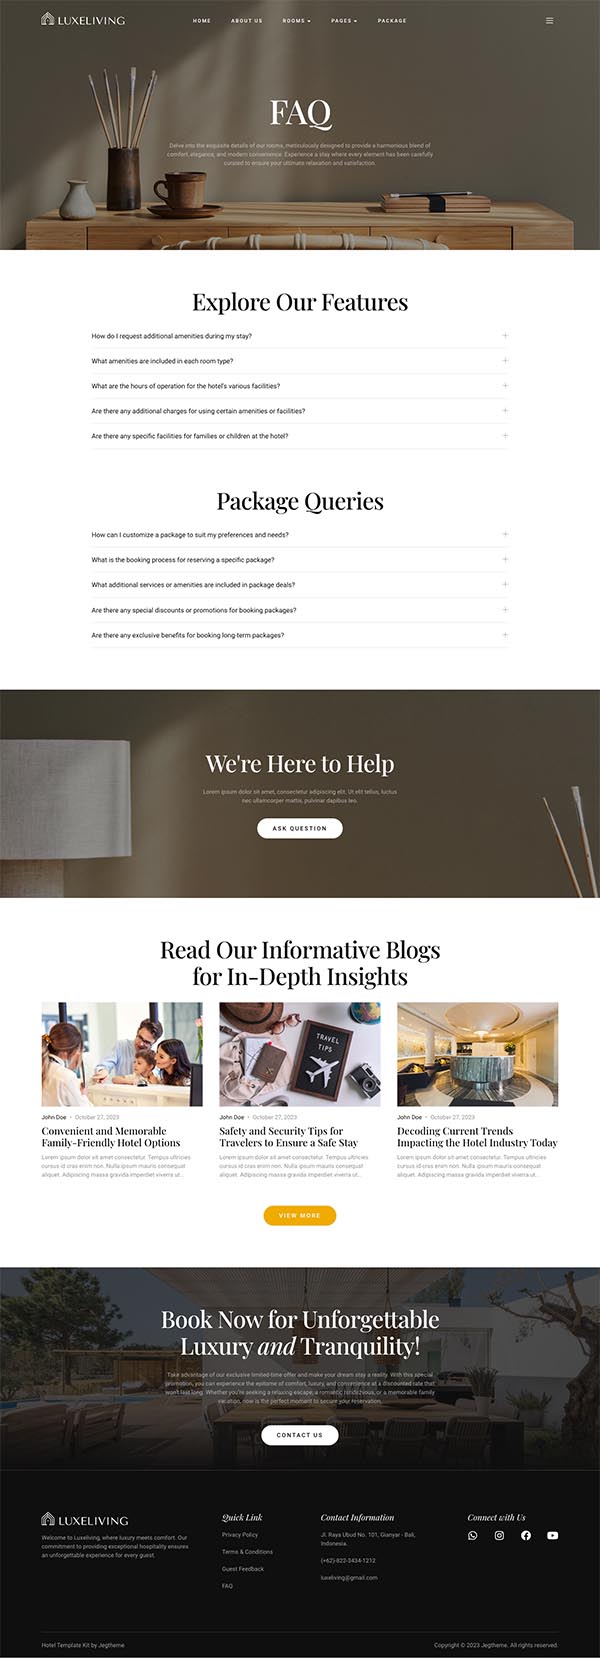 LUXELIVING
HOME
ABOUT US
ROOMS
PAGES
PACKAGE
FAQ
Delve into the exquisite details of our rooms, meticulously designed to provide a harmonious blend of
comfort, elegance, and modern convenience. Experience a stay where every element has been carefully
curated to ensure your ultimate relaxation and satisfaction.
Explore Our Features
How do I request additional amenities during my stay?
What amenities are included in each room type?
What are the hours of operation for the hotel's various facilities?
Are there any additional charges for using certain amenities or facilities?
Are there any specific facilities for families or children at the hotel?
Package Queries
How can I customize a package to suit my preferences and needs?
What is the booking process for reserving a specific package?
What additional services or amenities are included in package deals?
Are there any special discounts or promotions for booking packages?
Are there any exclusive benefits for booking long-term packages?
We're Here to Help
Lorem ipsum dolor sit amet, consectetur adipiscing elit. Ut elit tellus, luctus
nec ullamcorper mattis, pulvinar dapibus leo.
ASK QUESTION
Read Our Informative Blogs
for In-Depth Insights
TRAVEL
TIPS
John Doe • October 27, 2023
Convenient and Memorable
Family-Friendly Hotel Options
Lorem ipsum dolor sit amet consectetur. Tempus ultricies
cursus id cras enim non. Nulla ipsum mauris consequat
aliquet. Adipiscing massa gravida imperdiet viverra ut...
John Doe • October 27, 2023
Safety and Security Tips for
Travelers to Ensure a Safe Stay
Lorem ipsum dolor sit amet consectetur. Tempus ultricies
cursus id cras enim non. Nulla ipsum mauris consequat
aliquet. Adipiscing massa gravida imperdiet viverra ut...
John Doe • October 27, 2023
Decoding Current Trends
Impacting the Hotel Industry Today
Lorem ipsum dolor sit amet consectetur. Tempus ultricies
cursus id cras enim non. Nulla ipsum mauris consequat
aliquet. Adipiscing massa gravida imperdiet viverra ut...
VIEW MORE
Book Now for Unforgettable
Luxury and Tranquility!
Take advantage of our exclusive limited-time offer and make your dream stay a reality. With this special
promotion, you can experience the epitome of comfort, luxury, and convenience at a discounted rate that
won't last long. Whether you're seeking a relaxing escape, a romantic rendezvous, or a memorable family
vacation, now is the perfect moment to secure your reservation.
CONTACT US
LUXELIVING
Welcome to Luxeliving, where luxury meets comfort. Our
commitment to providing exceptional hospitality ensures
an unforgettable experience for every guest.
Quick Link
Privacy Policy
Terms & Conditions
Guest Feedback
FAQ
Contact Information
Jl. Raya Ubud No. 101, Gianyar - Bali,
Indonesia.
(+62)-822-3434-1212
luxeliving@gmail.com
Connect with Us
Hotel Template Kit by Jegtheme
Copyright © 2023 Jegtheme. All rights reserved.